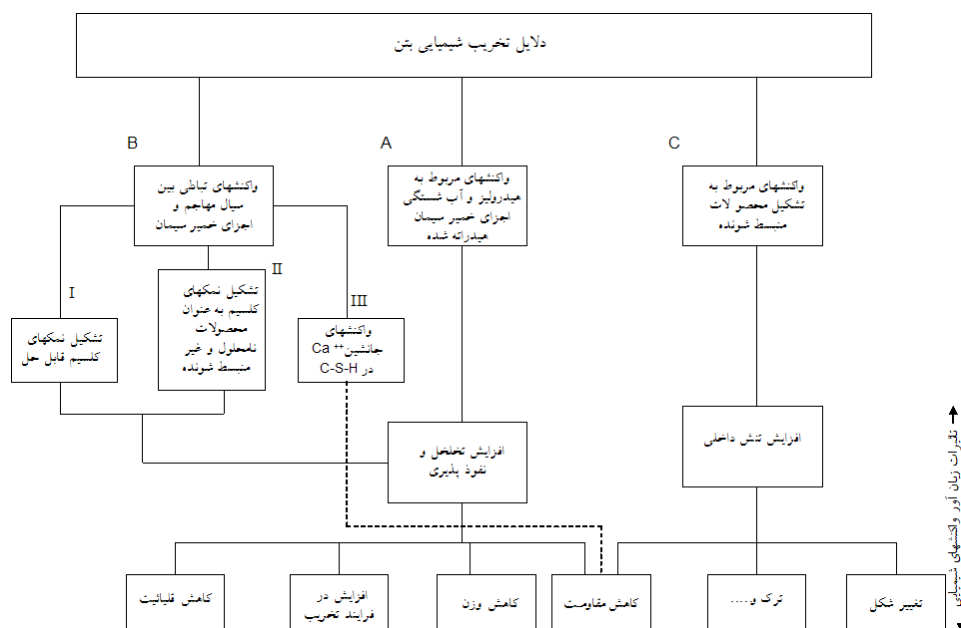 دلایل تخریب شیمیایی بتن
C
A
B
واکنشهای مربوط به
تشکیل محصو لات
منبسط شونده
واکنشهای مربوط به
هیدرولیز و آب شستگی
اجزای خمیر سیمان
هیدراته شده
واکنشهای تباتلی بین
سیال مهاجم و
اجزای خمیر سیمان
I
II
III
تشکیل نمکهای
کلسیم قابل حل
تشکیل نمکهای
کلسیم به عنوان
محصولات
نامحلول و غیر
منبسط شونده
واکنشهای
جانشین Ca ++
در C-S-H
افزایش تنش داخلی
افزایش تخلخل و
نفوذ پذیری
تغییر شکل
ترک و....
کاهش مقاومت
کاهش وزن
افزایش در
فرایند تخریب
کاهش قلیائیت
زیان آور واکنشهای شیمیایی